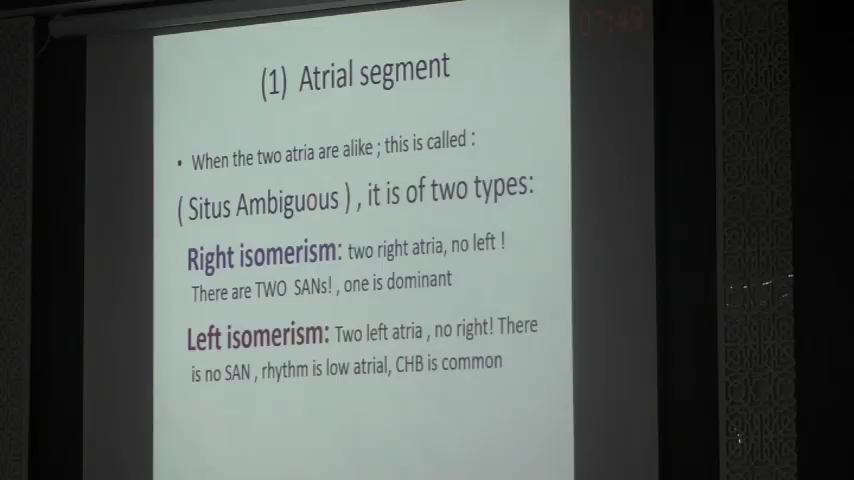 07:49
(1) Atrial segment
• When the two atria are alike ; this is called :
( Situs Ambiguous ) , it is of two types:
Right isomerism: two right atria, no left !
There are TWO SANs! , one is dominant
Left isomerism: Two left atria , no right! There
is no SAN , rhythm is low atrial, CHB is common